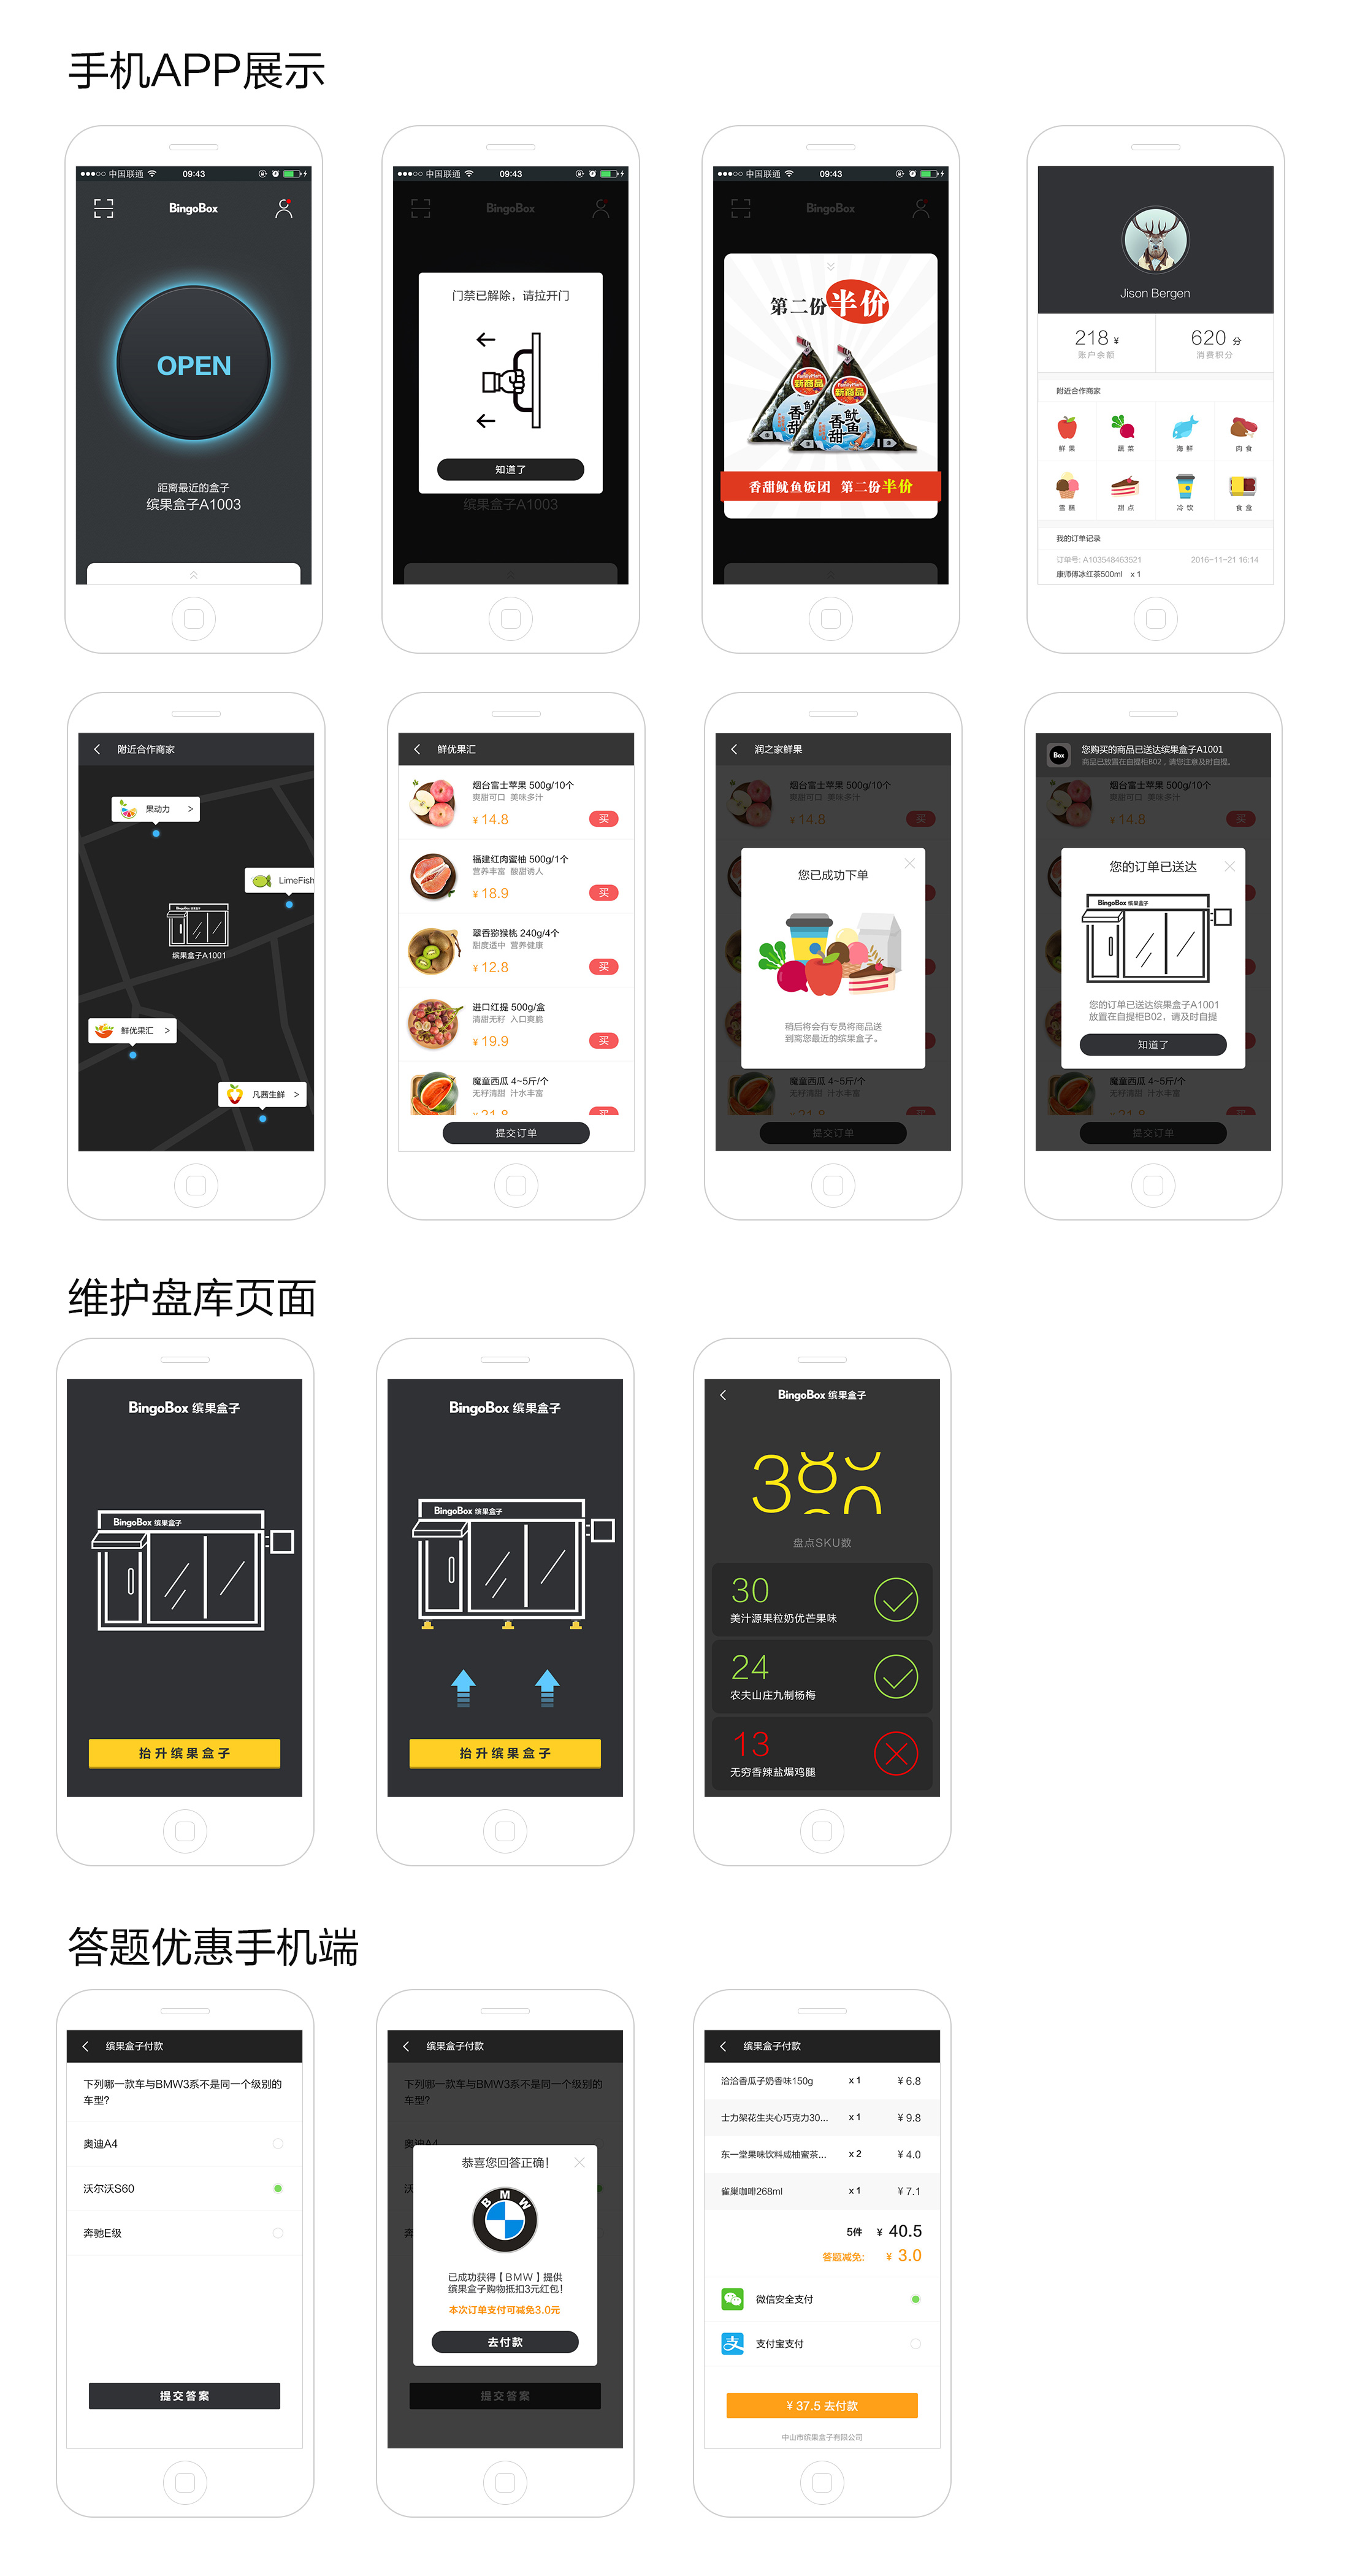 手机APP展示
中国联通 09:43
BingoBox
OPEN
距离最近的盒子
缤果盒子A1003
中国联通 09:43
BingoBox
门禁已解除，请拉开门
知道了
缤果盒子A1003
中国联通 09:43
BingoBox
第二份半价
FamilyMart
新商品
香甜
鱿鱼
FamilyMart
新商品
香甜
鱿鱼
香甜鱿鱼饭团 第二份半价
Jison Bergen
218 ¥
账户余额
620 分
消费积分
附近合作商家
鲜果 蔬菜 海鲜 肉食
雪糕 甜点 冷饮 食盒
我的订单记录
订单号: A103548463521 2016-11-21 16:14
康师傅冰红茶500ml x 1
附近合作商家
果动力 >
LimeFish
BingoBox 缤果盒子
缤果盒子A1001
鲜优果汇 >
凡茜生鲜 >
鲜优果汇
烟台富士苹果 500g/10个
爽甜可口 美味多汁
¥ 14.8 买
福建红肉蜜柚 500g/1个
营养丰富 酸甜诱人
¥ 18.9 买
翠香猕猴桃 240g/4个
甜度适中 营养健康
¥ 12.8 买
进口红提 500g/盒
清甜无籽 入口爽脆
¥ 19.9 买
魔童西瓜 4~5斤/个
无籽清甜 汁水丰富
¥ 21.8 买
提交订单
润之家鲜果
烟台富士苹果 500g/10个
爽甜可口 美味多汁
¥ 14.8 买
您已成功下单
稍后将会有专员将商品送
到离您最近的缤果盒子。
魔童西瓜 4~5斤/个
无籽清甜 汁水丰富
¥ 21.8 买
提交订单
Box
您购买的商品已送达缤果盒子A1001
商品已放置在自提柜B02，请您注意及时自提。
烟台富士苹果 500g/10个
爽甜可口 美味多汁
¥ 14.8 买
您的订单已送达
BingoBox 缤果盒子
您的订单已送达缤果盒子A1001
放置在自提柜B02，请及时自提
知道了
魔童西瓜 4~5斤/个
无籽清甜 汁水丰富
¥ 21.8 买
提交订单
维护盘库页面
BingoBox 缤果盒子
BingoBox 缤果盒子
抬升缤果盒子
BingoBox 缤果盒子
BingoBox 缤果盒子
抬升缤果盒子
BingoBox 缤果盒子
38
盘点SKU数
30
美汁源果粒奶优芒果味
24
农夫山庄九制杨梅
13
无穷香辣盐焗鸡腿
答题优惠手机端
缤果盒子付款
下列哪一款车与BMW3系不是同一个级别的
车型？
奥迪A4
沃尔沃S60
奔驰E级
提交答案
缤果盒子付款
下列哪一款车与BMW3系不是同一个级别的
车型？
奥迪A4
沃
奔
恭喜您回答正确！
BMW
已成功获得【BMW】提供
缤果盒子购物抵扣3元红包！
本次订单支付可减免3.0元
去付款
提交答案
缤果盒子付款
洽洽香瓜子奶香味150g x 1 ¥ 6.8
士力架花生夹心巧克力30... x 1 ¥ 9.8
东一堂果味饮料咸柚蜜茶... x 2 ¥ 4.0
雀巢咖啡268ml x 1 ¥ 7.1
5件 ¥ 40.5
答题减免: ¥ 3.0
微信安全支付
支 支付宝支付
¥ 37.5 去付款
中山市缤果盒子有限公司